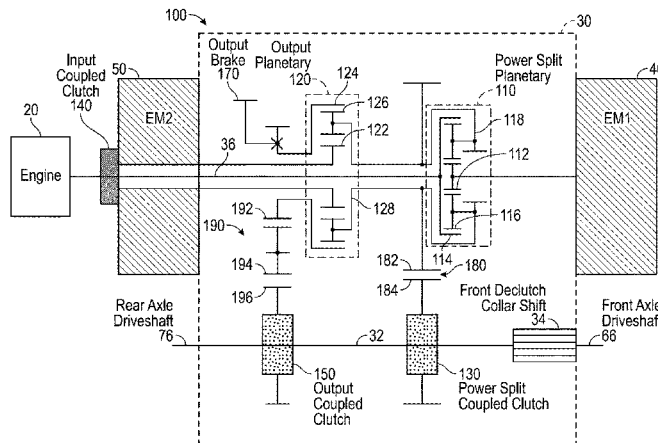 100
30
Output
Brake
170
Output
Planetary
120
124
126
122
Power Split
Planetary
110
118
112
116
114
Input
Coupled
Clutch
140
50
EM2
20
Engine
36
128
192
190
194
196
182
184
180
EM1
Rear Axle
Driveshaft
76
150
Output
Coupled
Clutch
32
130
Power Split
Coupled Clutch
Front Declutch
Collar Shift
34
Front Axle
66